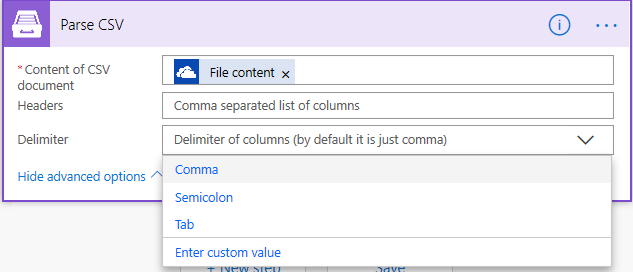 Parse CSV
* Content of CSV document
File content ×
Headers
Comma separated list of columns
Delimiter
Delimiter of columns (by default it is just comma)
Hide advanced options
Comma
Semicolon
Tab
Enter custom value
+ New step
Save